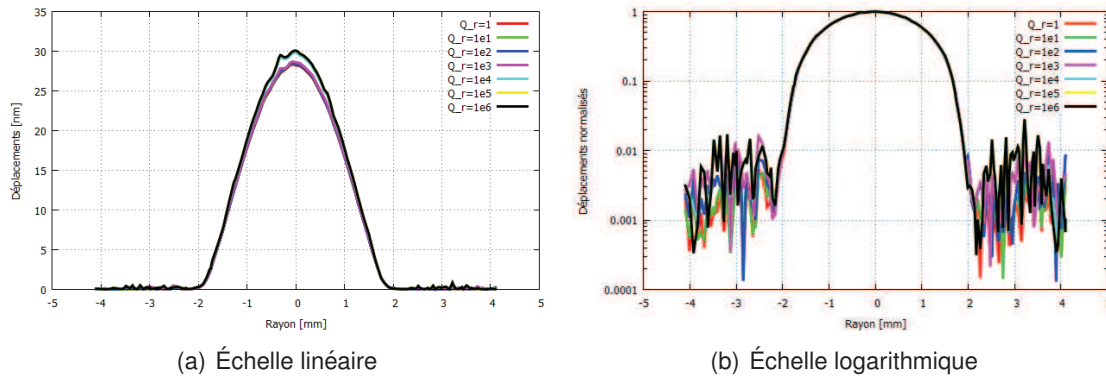 35
30
25
20
15
10
5
0
Déplacements [nm]
-5
-4
-3
-2
-1
0
1
2
3
4
5
Rayon [mm]
Q_r=1
Q_r=1e1
Q_r=1e2
Q_r=1e3
Q_r=1e4
Q_r=1e5
Q_r=1e6
(a) Échelle linéaire
1
0.1
0.01
0.001
0.0001
Déplacements normalisés
-5
-4
-3
-2
-1
0
1
2
3
4
5
Rayon [mm]
Q_r=1
Q_r=1e1
Q_r=1e2
Q_r=1e3
Q_r=1e4
Q_r=1e5
Q_r=1e6
(b) Échelle logarithmique